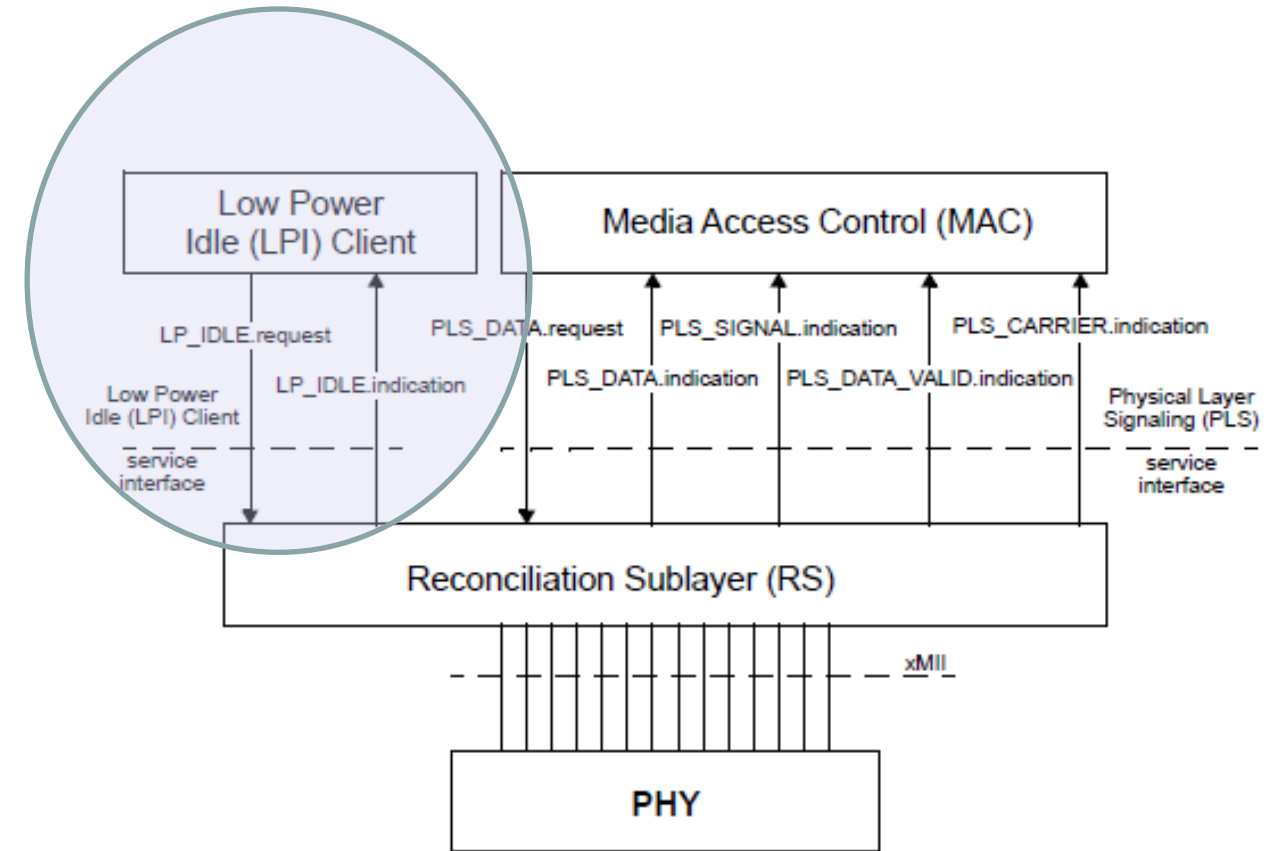 Low Power
Idle (LPI) Client
Media Access Control (MAC)
LP_IDLE.request
PLS_DATA.request
PLS_SIGNAL.indication
PLS_CARRIER.indication
LP_IDLE.indication
PLS_DATA.indication
PLS_DATA_VALID.indication
Low Power
Idle (LPI) Client
Physical Layer
Signaling (PLS)
service
interface
service
interface
Reconciliation Sublayer (RS)
xMII
PHY